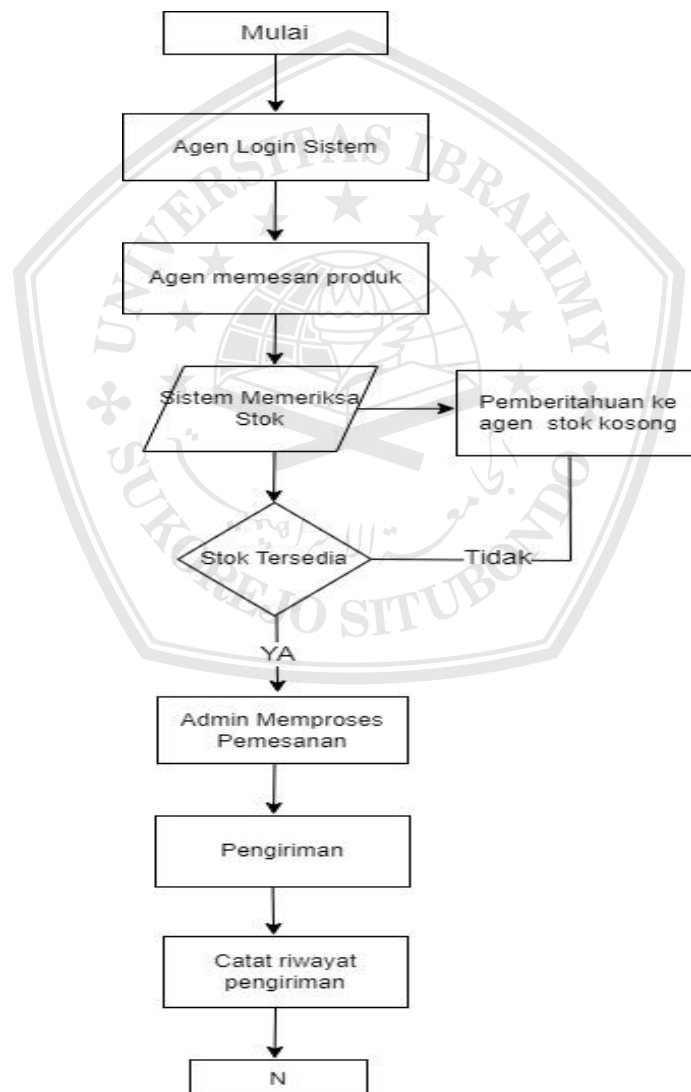 Mulai
Agen Login Sistem
UNIVERSITAS IBRAHIMY
Agen memesan produk
Sistem Memeriksa
Stok
Pemberitahuan ke
agen stok kosong
Stok Tersedia
Tidak
SUKOREJO SITUBONDO
YA
Admin Memproses
Pemesanan
Pengiriman
Catat riwayat
pengiriman
N